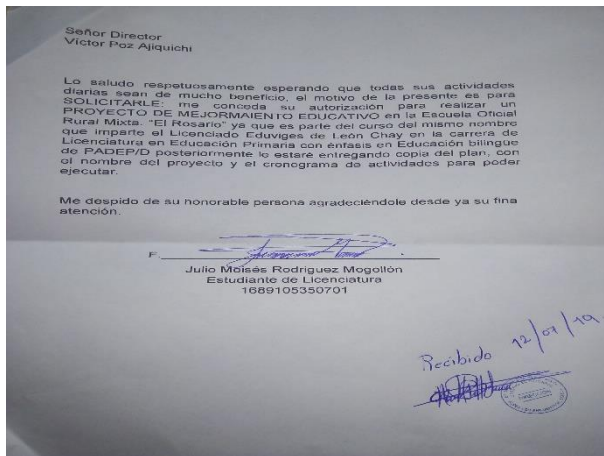 Señor Director
Víctor Poz Ajiquichi
Lo saludo respetuosamente esperando que todas sus actividades
diarias sean de mucho beneficio, el motivo de la presente es para
SOLICITARLE: me conceda su autorización para realizar un
PROYECTO DE MEJORMAIENTO EDUCATIVO en la Escuela Oficial
Rural Mixta. "El Rosario" ya que es parte del curso del mismo nombre
que imparte el Licenciado Eduviges de León Chay en la carrera de
Licenciatura en Educación Primaria con énfasis en Educación bilingüe
de PADEP/D posteriormente le estaré entregando copia del plan, con
el nombre del proyecto y el cronograma de actividades para poder
ejecutar.
Me despido de su honorable persona agradeciéndole desde ya su fina
atención.
F.
Julio Moisés Rodriguez Mogollón
Estudiante de Licenciatura
1689105350701
Recibido 12/07/19.